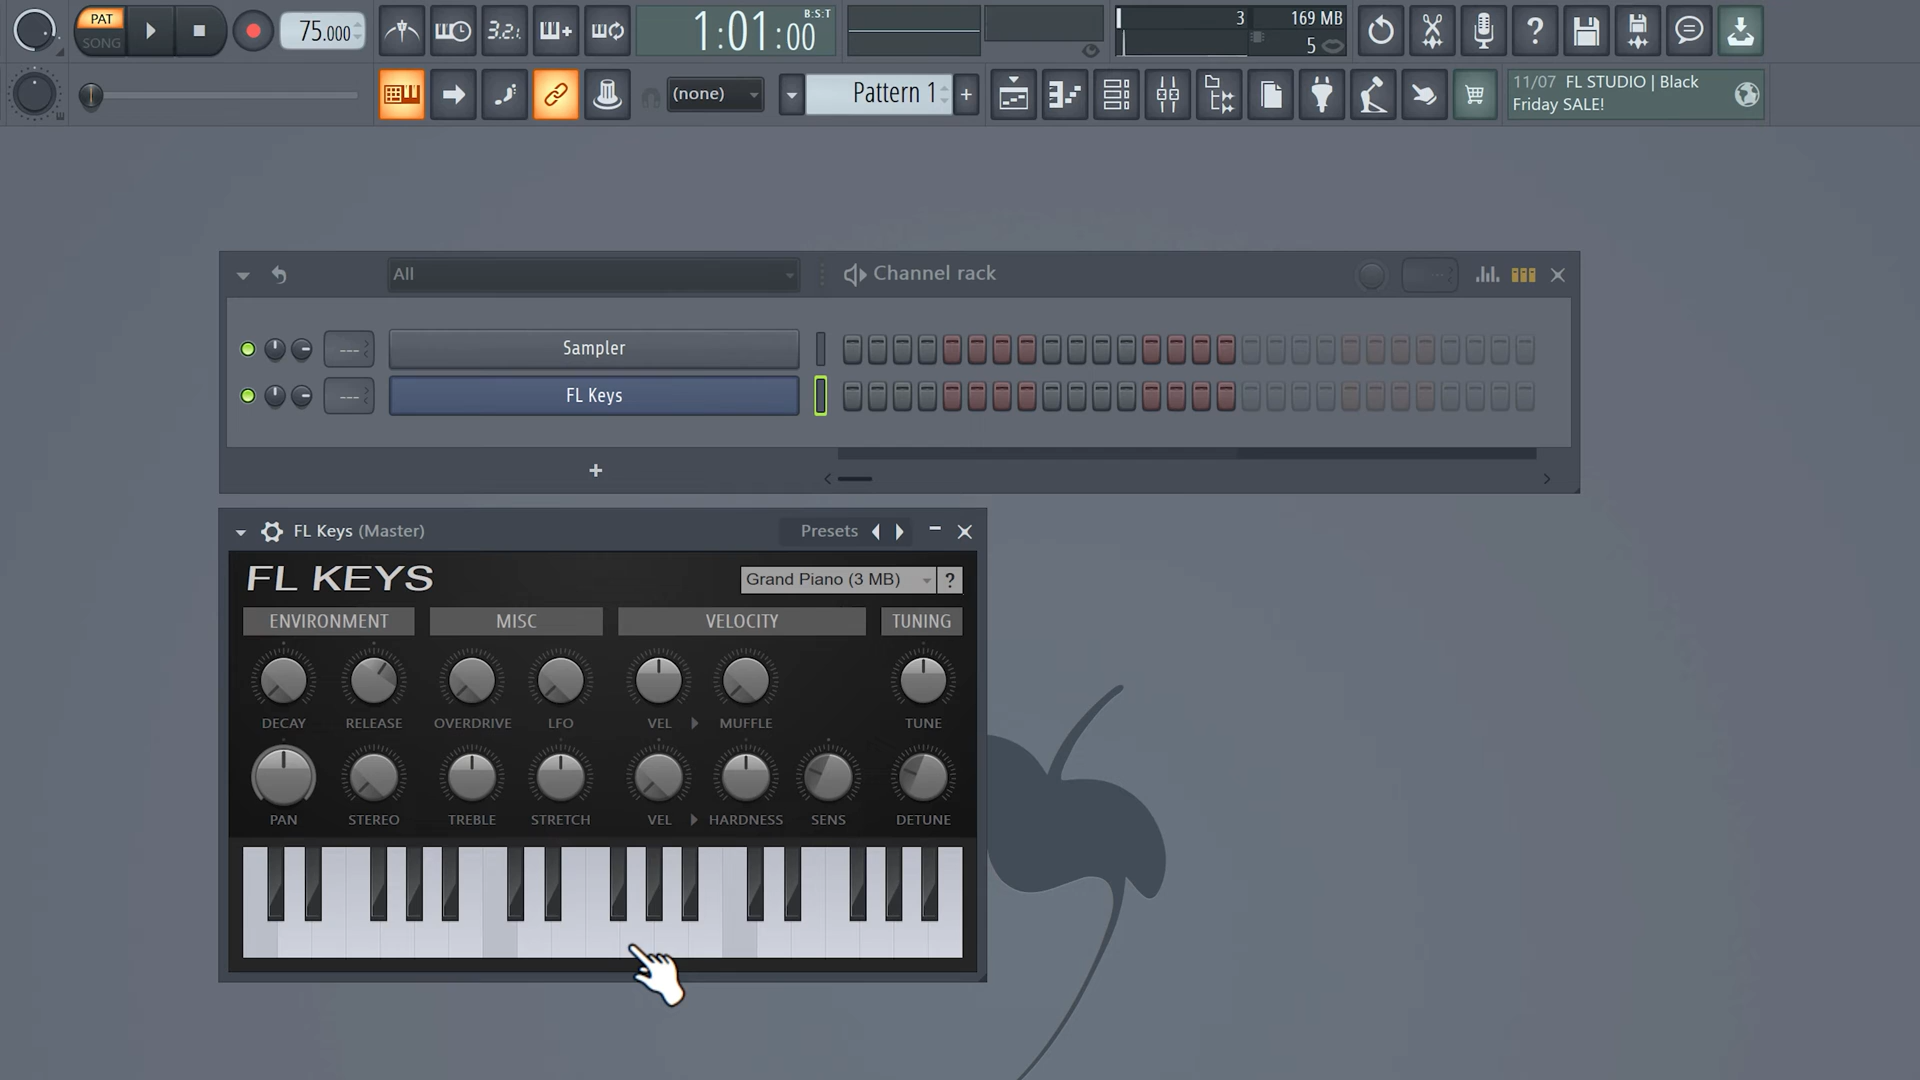 PAT
SONG
75.000
3.2.1
1:01:00
B:S:T
3
169 MB
5
?
(none)
Pattern 1
+
11/07 FL STUDIO | Black
Friday SALE!
All
Channel rack
---
---
Sampler
---
FL Keys
+
FL Keys (Master)
Presets
FL KEYS
Grand Piano (3 MB)
?
ENVIRONMENT
MISC
VELOCITY
TUNING
DECAY
RELEASE
OVERDRIVE
LFO
VEL
MUFFLE
TUNE
PAN
STEREO
TREBLE
STRETCH
VEL
HARDNESS
SENS
DETUNE